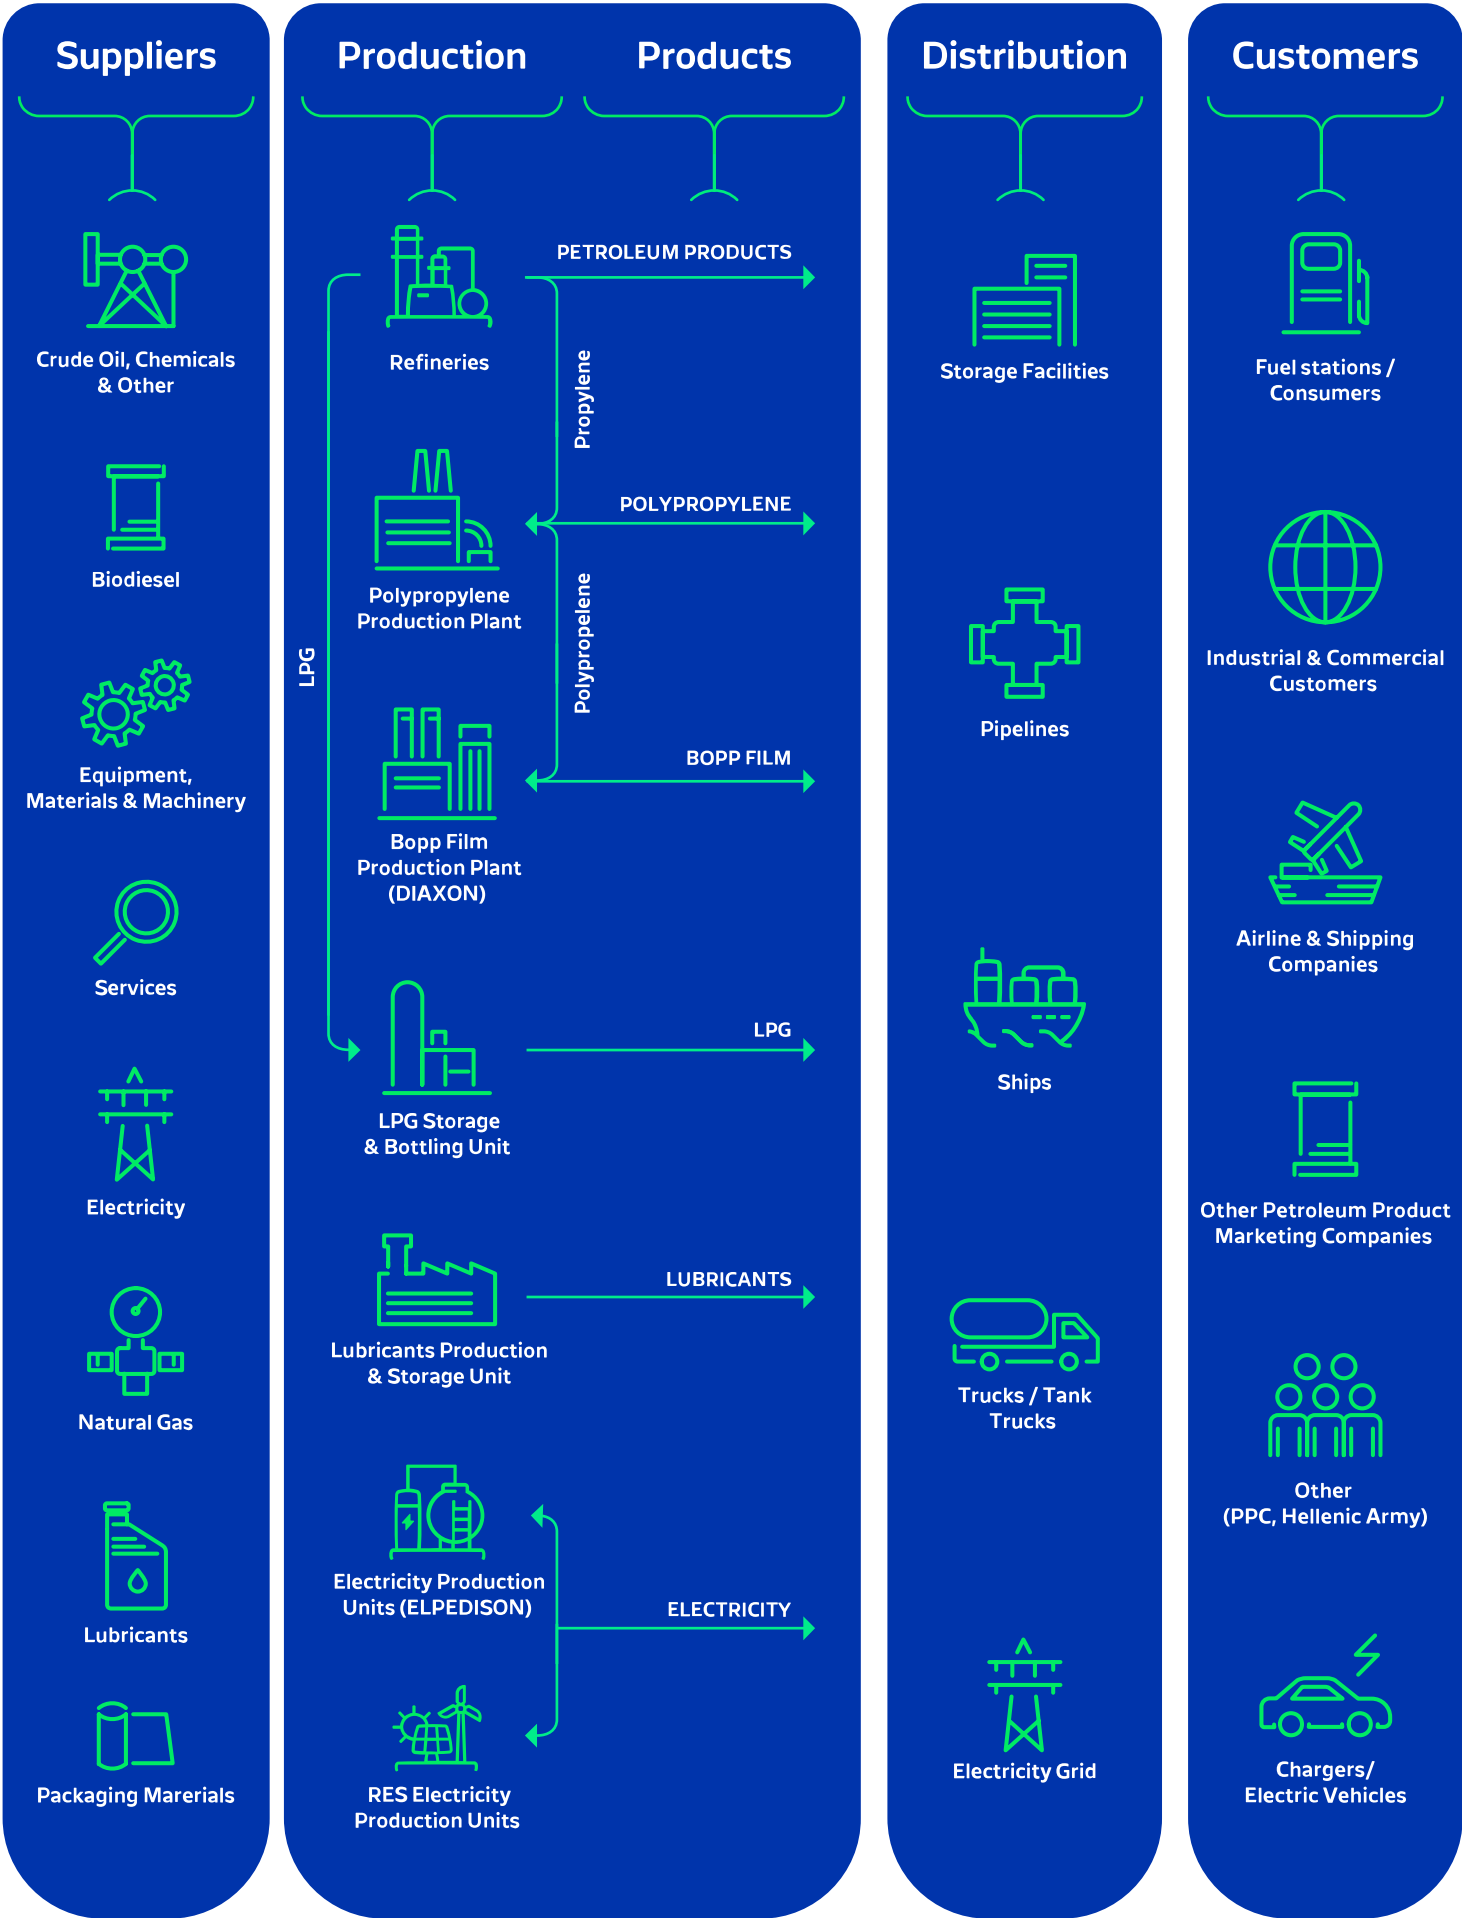 Suppliers
Crude Oil, Chemicals
& Other
Biodiesel
Equipment,
Materials & Machinery
Services
Electricity
Natural Gas
Lubricants
Packaging Marerials
Production
Products
Refineries
PETROLEUM PRODUCTS
Propylene
Polypropylene
Production Plant
POLYPROPYLENE
Polypropelene
LPG
Bopp Film
Production Plant
(DIAXON)
BOPP FILM
LPG Storage
& Bottling Unit
LPG
Lubricants Production
& Storage Unit
LUBRICANTS
Electricity Production
Units (ELPEDISON)
ELECTRICITY
RES Electricity
Production Units
Distribution
Storage Facilities
Pipelines
Ships
Trucks / Tank
Trucks
Electricity Grid
Customers
Fuel stations /
Consumers
Industrial & Commercial
Customers
Airline & Shipping
Companies
Other Petroleum Product
Marketing Companies
Other
(PPC, Hellenic Army)
Chargers/
Electric Vehicles